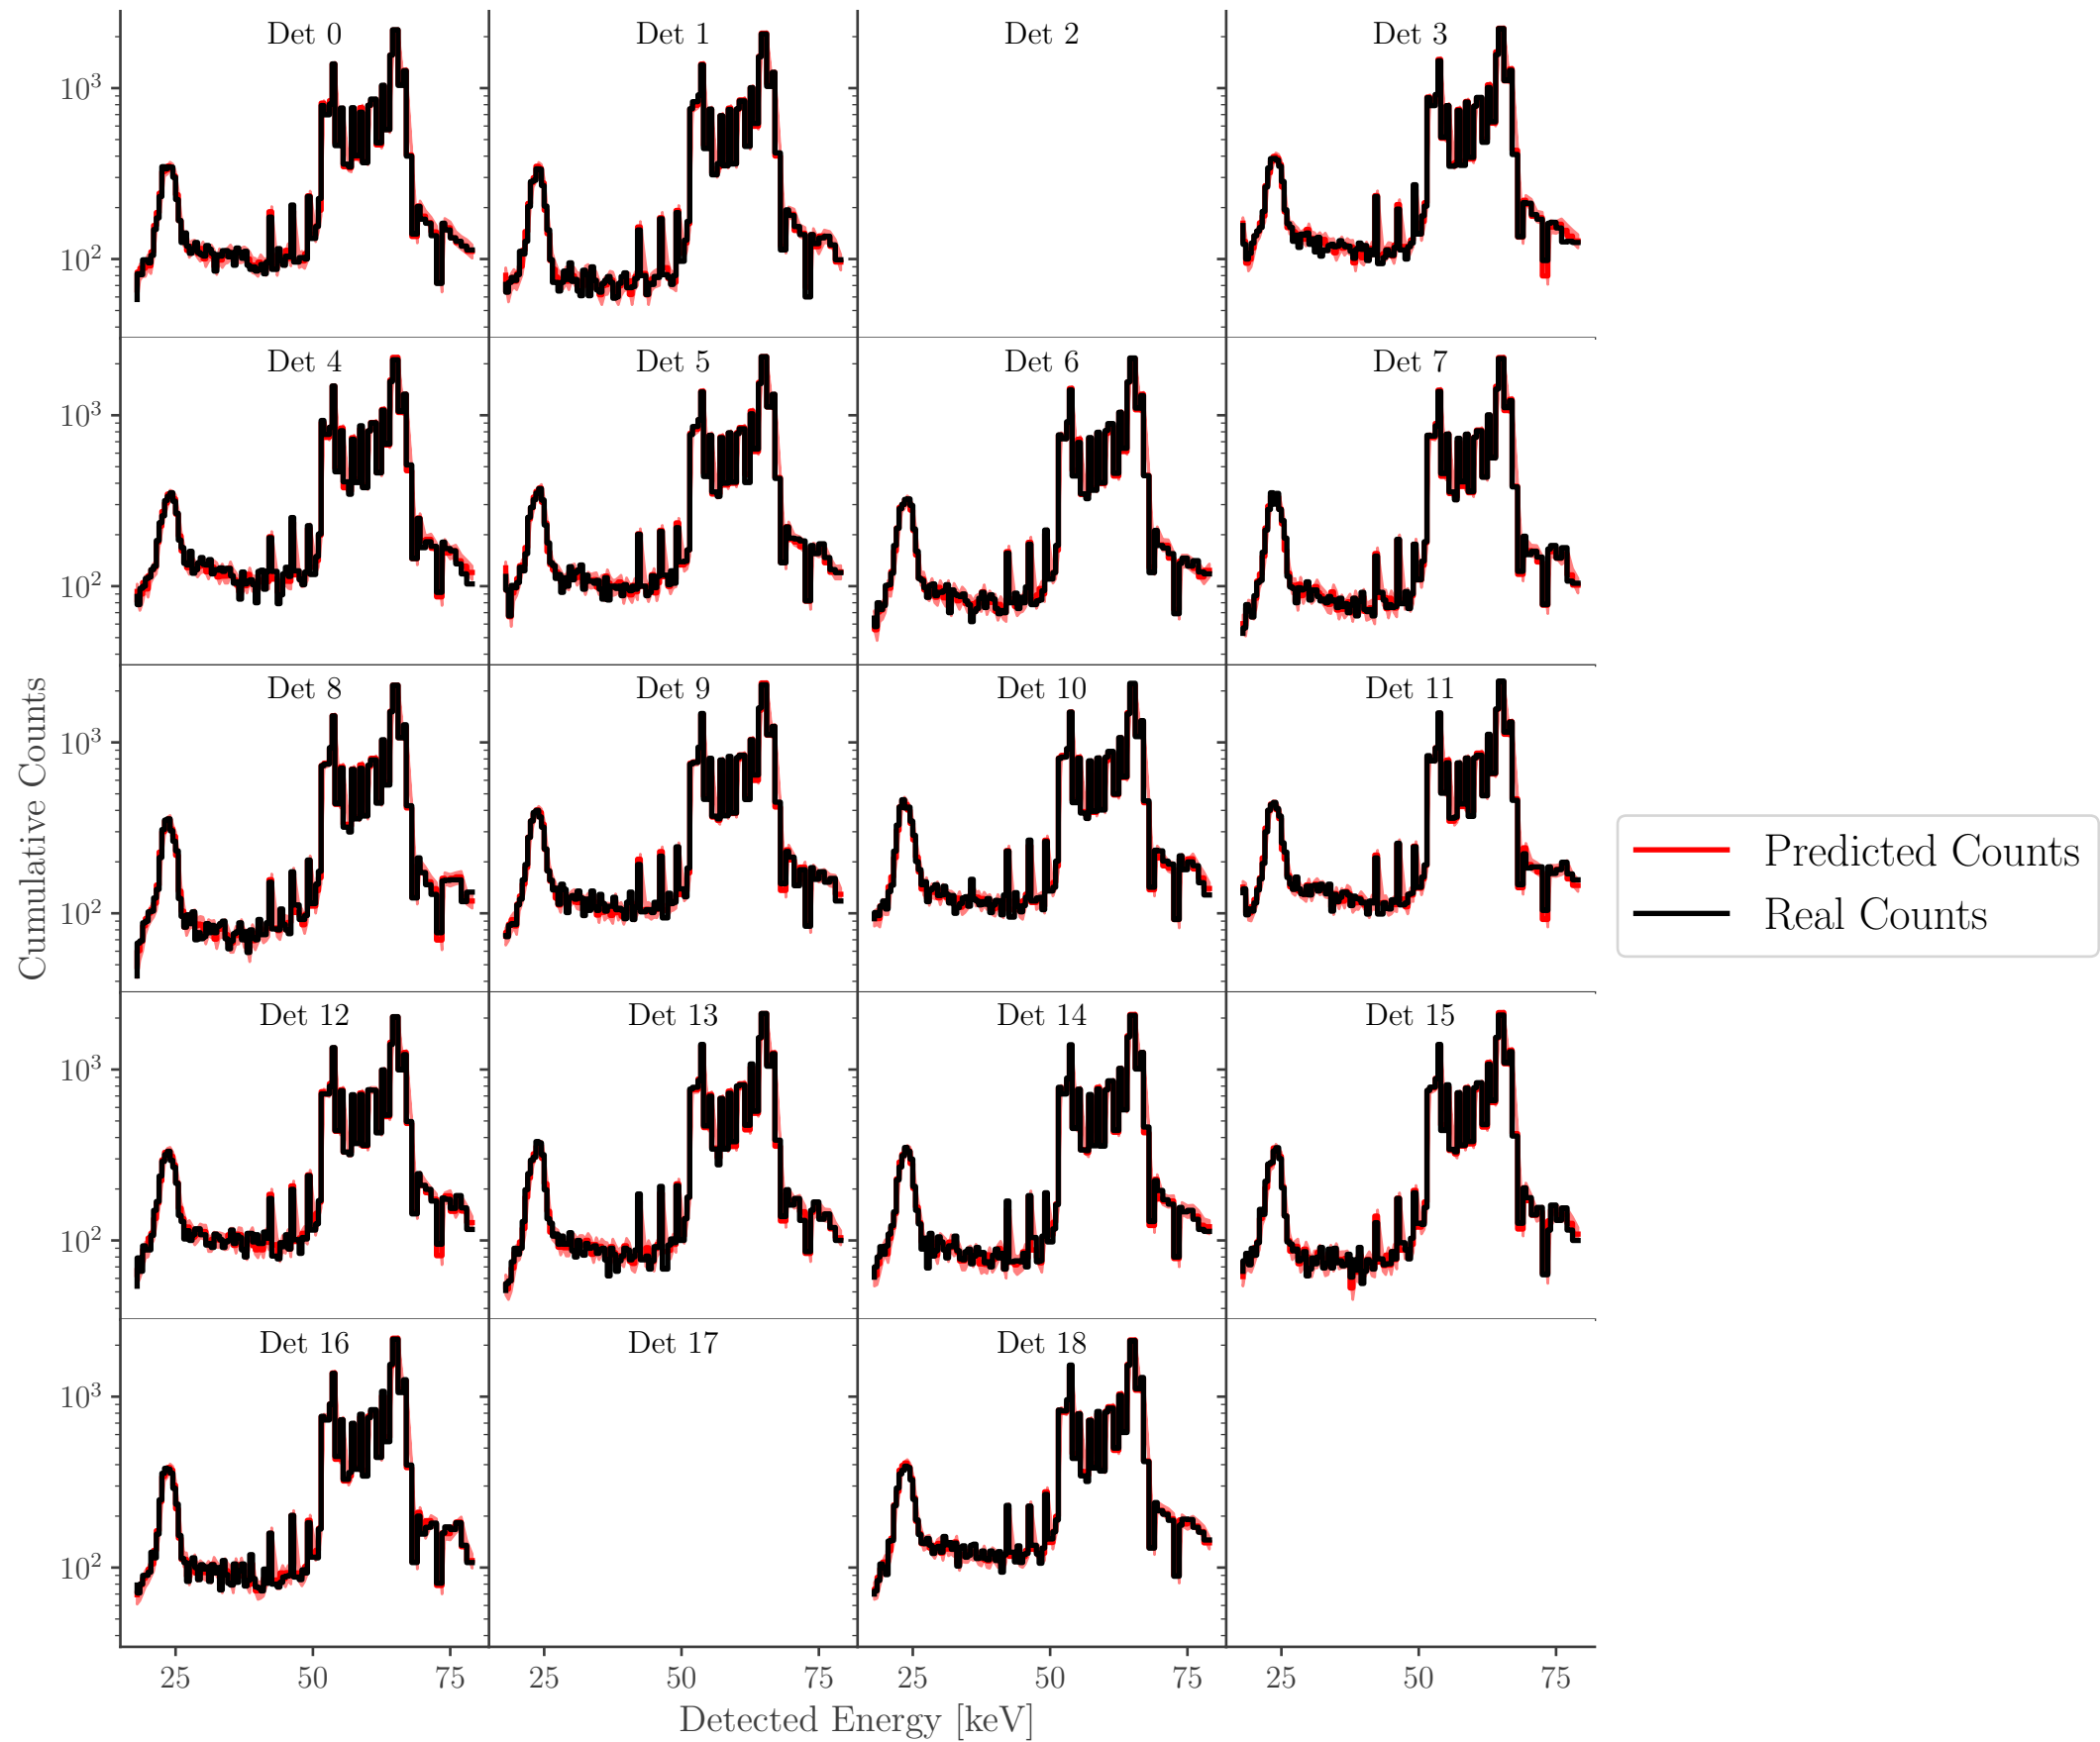 Det 0
Det 1
Det 2
Det 3
10³
10²
Det 4
Det 5
Det 6
Det 7
10³
10²
Det 8
Det 9
Det 10
Det 11
10³
10²
Cumulative Counts
Predicted Counts
Real Counts
Det 12
Det 13
Det 14
Det 15
10³
10²
Det 16
Det 17
Det 18
10³
10²
25 50 75 25 50 75 25 50 75 25 50 75
Detected Energy [keV]